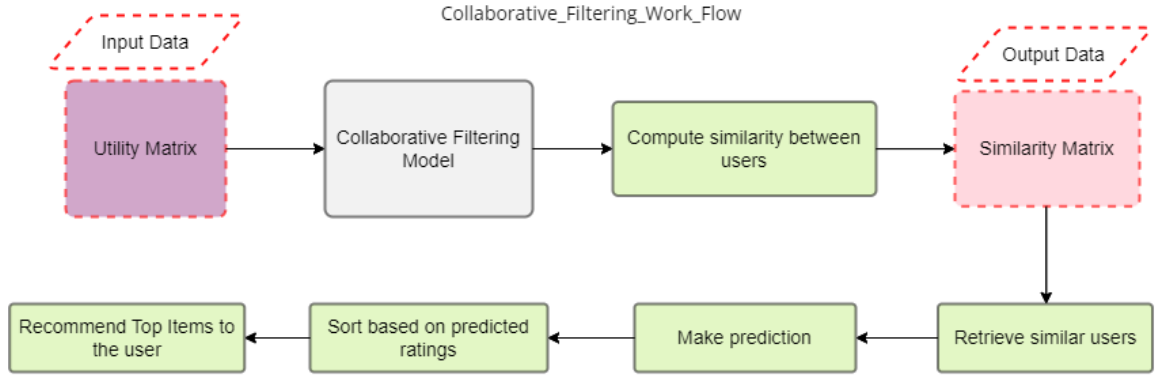 Collaborative_Filtering_Work_Flow
Input Data
Output Data
Utility Matrix
Collaborative Filtering
Model
Compute similarity between
users
Similarity Matrix
Retrieve similar users
Make prediction
Sort based on predicted
ratings
Recommend Top Items to
the user